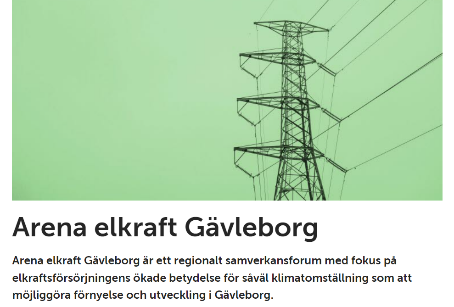 Arena elkraft Gävleborg
Arena elkraft Gävleborg är ett regionalt samverkansforum med fokus på
elkraftsförsörjningens ökade betydelse för såväl klimatomställning som att
möjliggöra förnyelse och utveckling i Gävleborg.